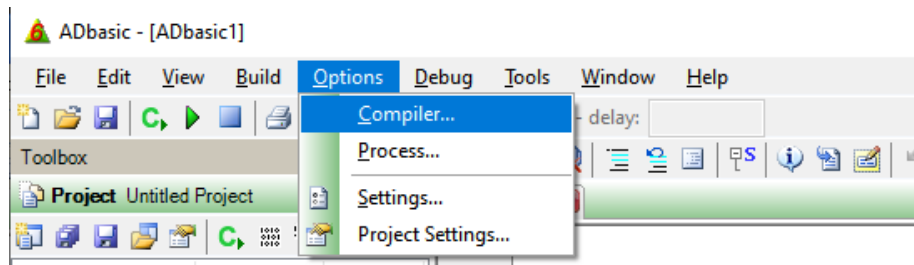 ADbasic - [ADbasic1]
File Edit View Build Options Debug Tools Window Help
Compiler... - delay:
Toolbox Process...
Project Untitled Project Settings...
Project Settings...